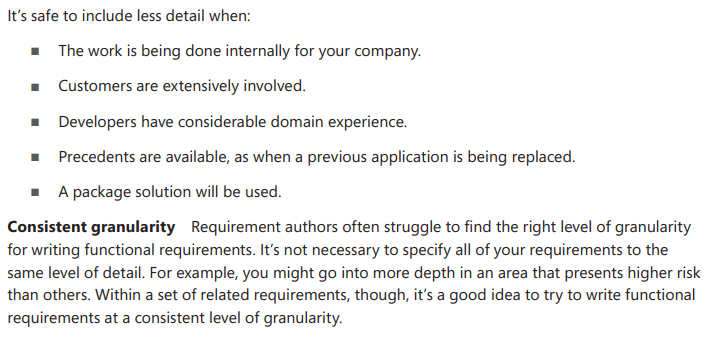 It’s safe to include less detail when:
■ The work is being done internally for your company.
■ Customers are extensively involved.
■ Developers have considerable domain experience.
■ Precedents are available, as when a previous application is being replaced.
■ A package solution will be used.
Consistent granularity Requirement authors often struggle to find the right level of granularity
for writing functional requirements. It’s not necessary to specify all of your requirements to the
same level of detail. For example, you might go into more depth in an area that presents higher risk
than others. Within a set of related requirements, though, it’s a good idea to try to write functional
requirements at a consistent level of granularity.